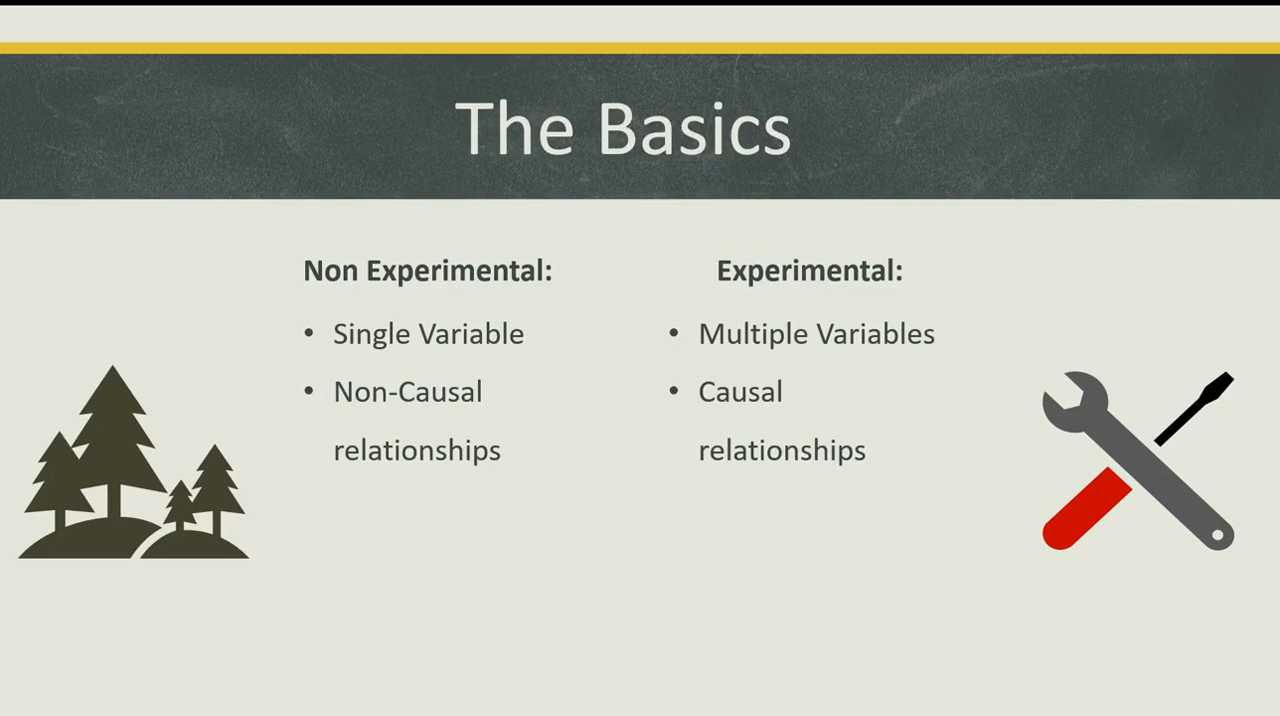 The Basics
Non Experimental:
• Single Variable
• Non-Causal
relationships
Experimental:
• Multiple Variables
• Causal
relationships